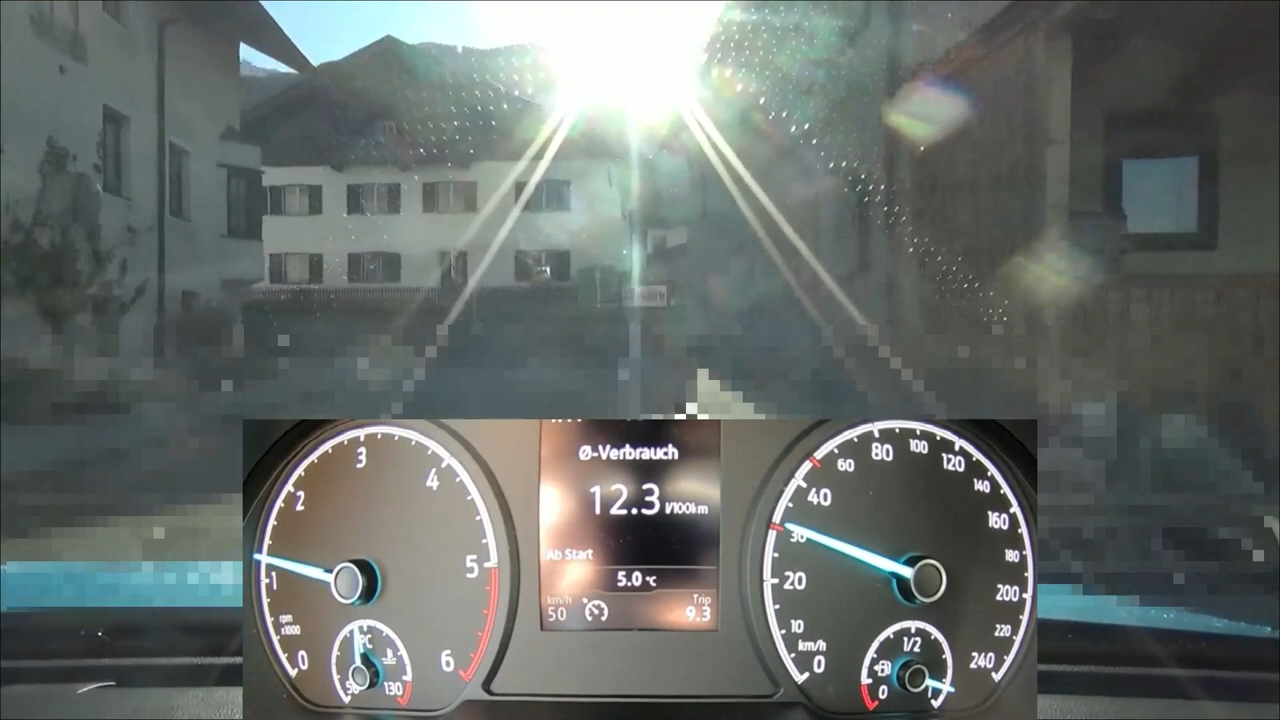 Ø-Verbrauch
12.3 l/100km
Ab Start
5.0 °C
km/h
50
Trip
9.3
0
1
2
3
4
5
6
rpm
x1000
50
°C
130
0
10
20
30
40
60
80
100
120
140
160
180
200
220
240
km/h
0
1/2
1